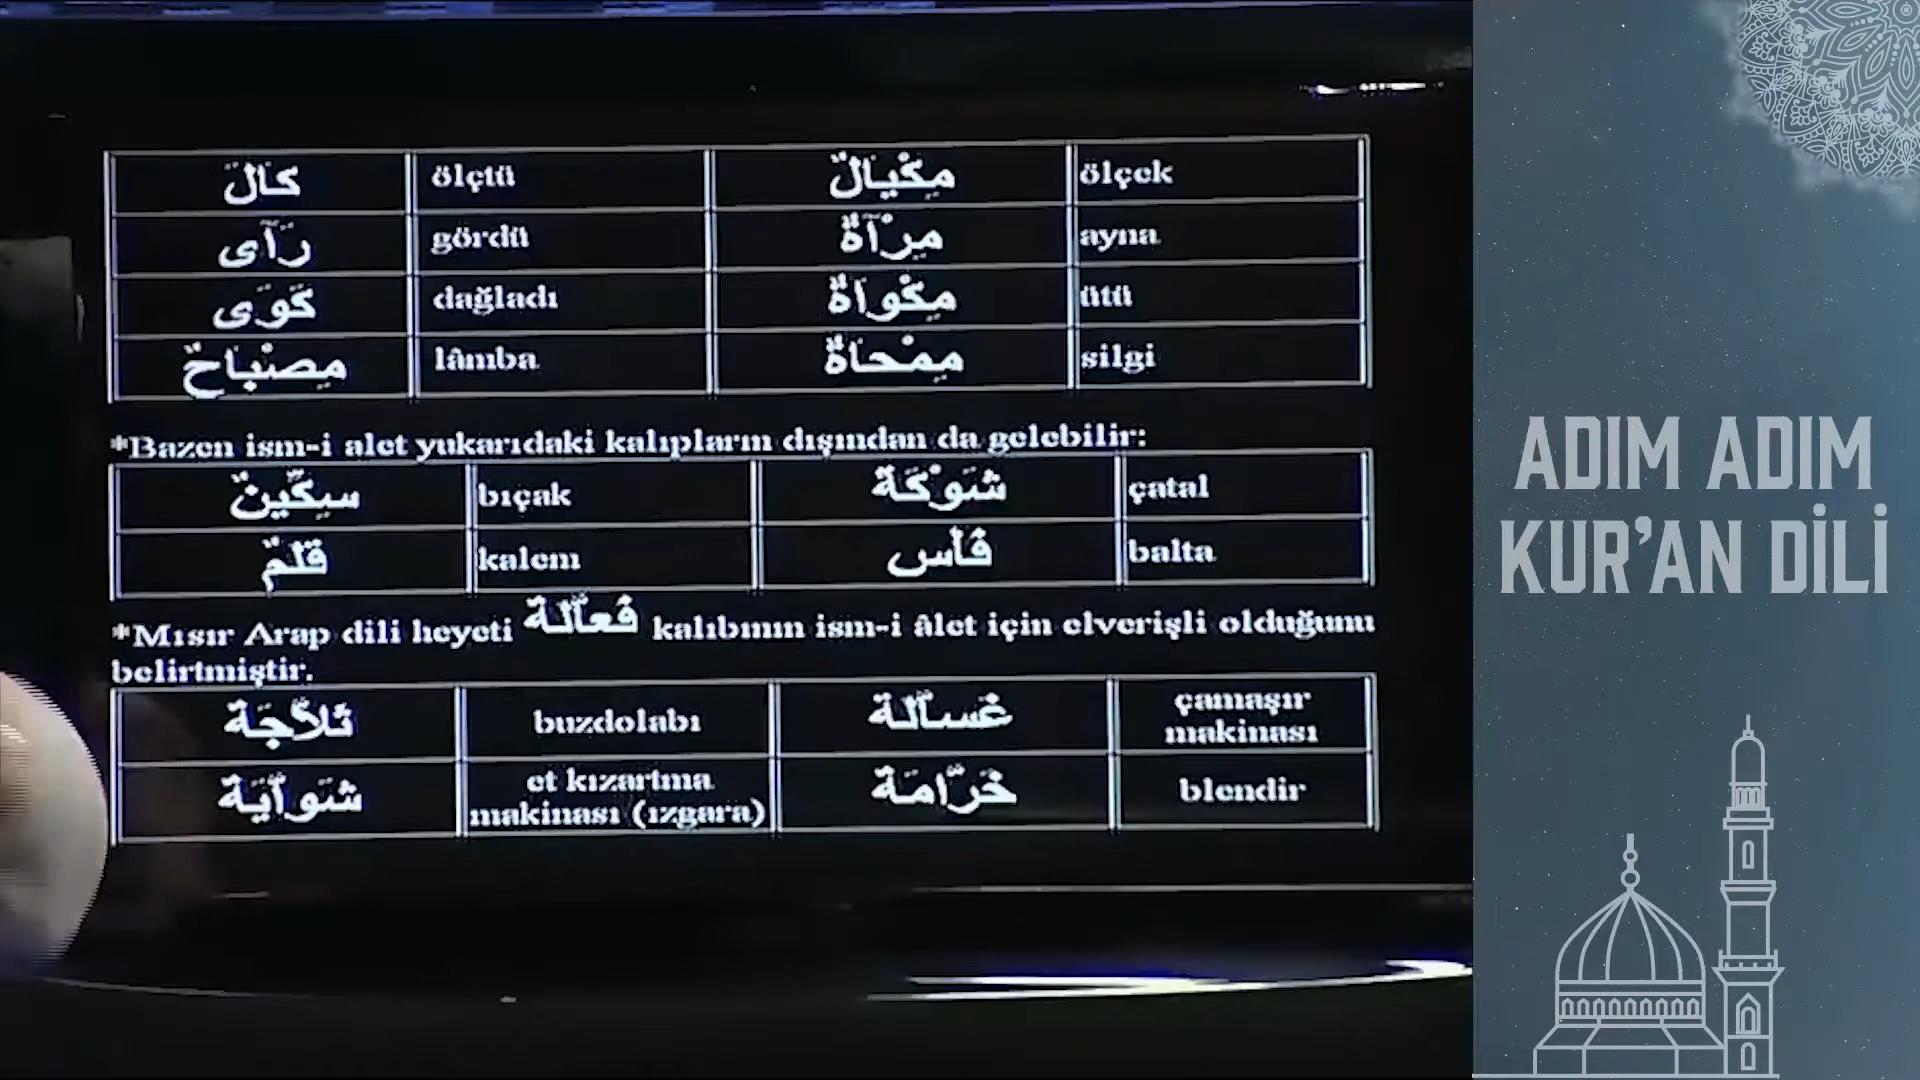 كَالَ ölçtü مِكْيَالٌ ölçek
رَآى gördü مِرْآةٌ ayna
كَوَى dağladı مِكْوَاةٌ ütü
مِصْبَاحٌ lâmba مِمْحَاةٌ silgi
*Bazen ism-i alet yukarıdaki kalıpların dışından da gelebilir:
سِكِّينٌ bıçak شَوْكَة çatal
قَلَمٌ kalem فَأس balta
*Mısır Arap dili heyeti فَعَّالَة kalıbının ism-i âlet için elverişli olduğunu
belirtmiştir.
ثَلاَّجَة buzdolabı غَسَّالَة çamaşır
makinası
شَوَّايَة et kızartma
makinası (ızgara)
خَرَّامَة blendir
ADIM ADIM
KUR'AN DİLİ